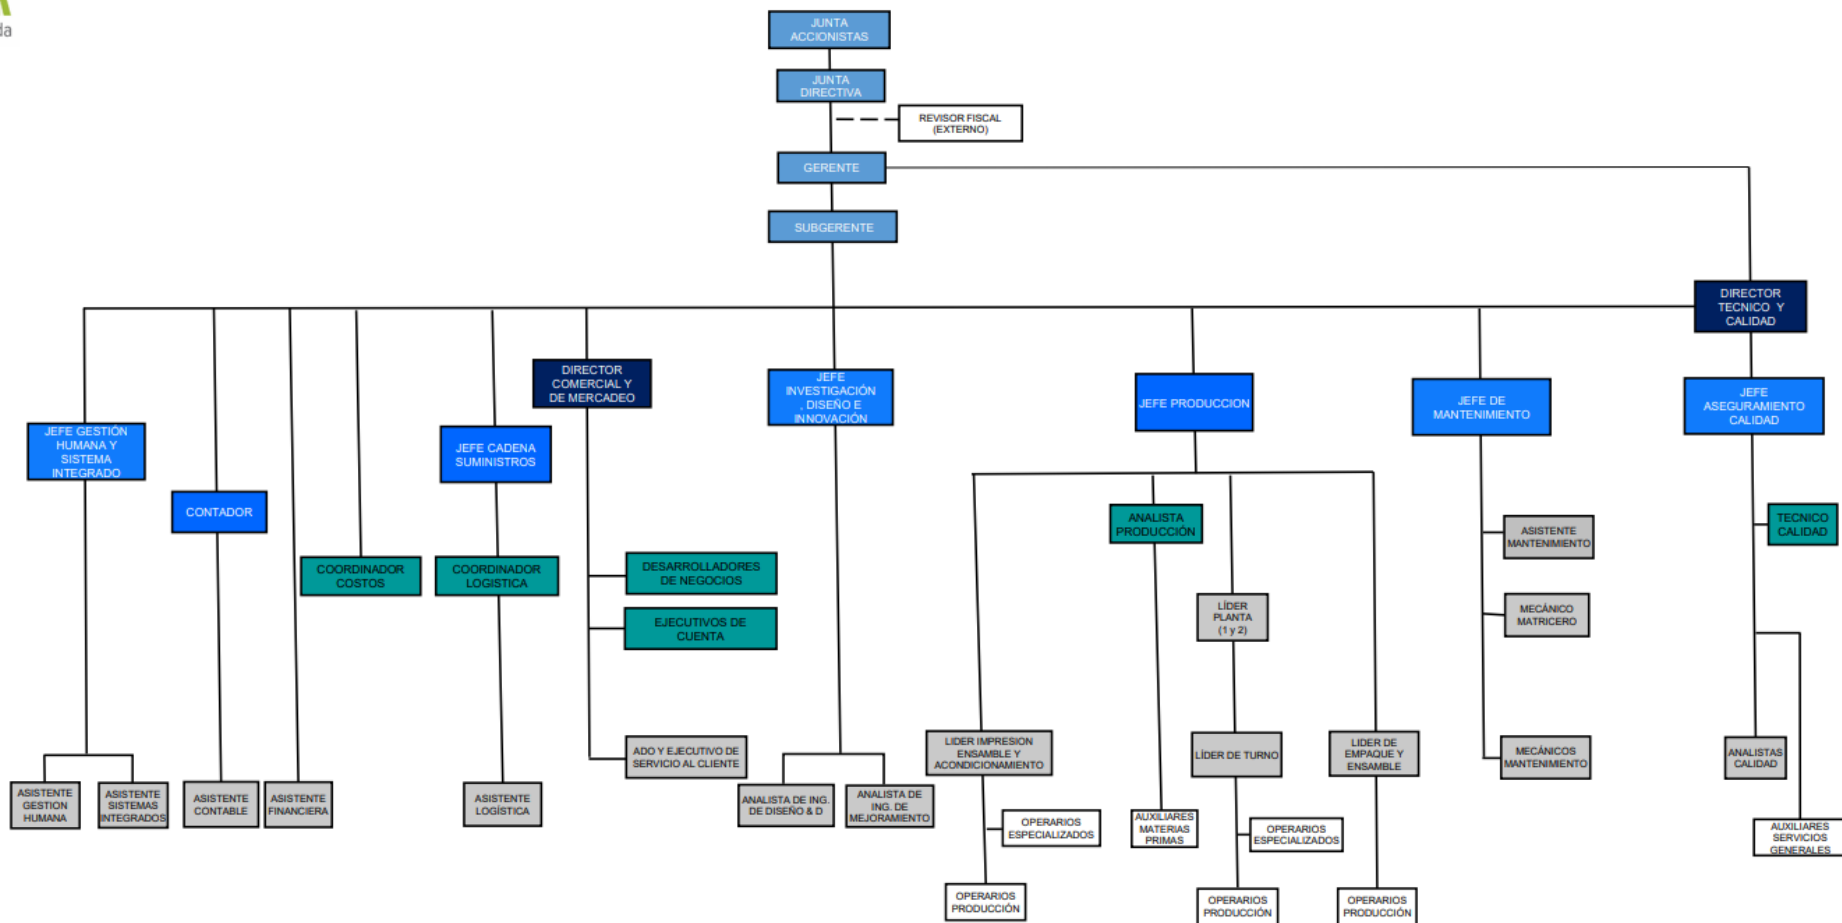 da
JUNTA
ACCIONISTAS
JUNTA
DIRECTIVA
REVISOR FISCAL
(EXTERNO)
GERENTE
SUBGERENTE
DIRECTOR
TECNICO Y
CALIDAD
DIRECTOR
COMERCIAL Y
DE MERCADEO
JEFE
INVESTIGACIÓN
, DISEÑO E
INNOVACIÓN
JEFE PRODUCCION
JEFE DE
MANTENIMIENTO
JEFE
ASEGURAMIENTO
CALIDAD
JEFE GESTIÓN
HUMANA Y
SISTEMA
INTEGRADO
JEFE CADENA
SUMINISTROS
CONTADOR
ANALISTA
PRODUCCIÓN
ASISTENTE
MANTENIMIENTO
TECNICO
CALIDAD
COORDINADOR
COSTOS
COORDINADOR
LOGISTICA
DESARROLLADORES
DE NEGOCIOS
EJECUTIVOS DE
CUENTA
LÍDER
PLANTA
(1 y 2)
MECÁNICO
MATRICERO
ADO Y EJECUTIVO DE
SERVICIO AL CLIENTE
LIDER IMPRESION
ENSAMBLE Y
ACONDICIONAMIENTO
LÍDER DE TURNO
LIDER DE
EMPAQUE Y
ENSAMBLE
MECÁNICOS
MANTENIMIENTO
ANALISTAS
CALIDAD
ASISTENTE
GESTION
HUMANA
ASISTENTE
SISTEMAS
INTEGRADOS
ASISTENTE
CONTABLE
ASISTENTE
FINANCIERA
ASISTENTE
LOGÍSTICA
ANALISTA DE ING.
DE DISEÑO & D
ANALISTA DE
ING. DE
MEJORAMIENTO
OPERARIOS
ESPECIALIZADOS
AUXILIARES
MATERIAS
PRIMAS
OPERARIOS
ESPECIALIZADOS
AUXILIARES
SERVICIOS
GENERALES
OPERARIOS
PRODUCCIÓN
OPERARIOS
PRODUCCIÓN
OPERARIOS
PRODUCCIÓN